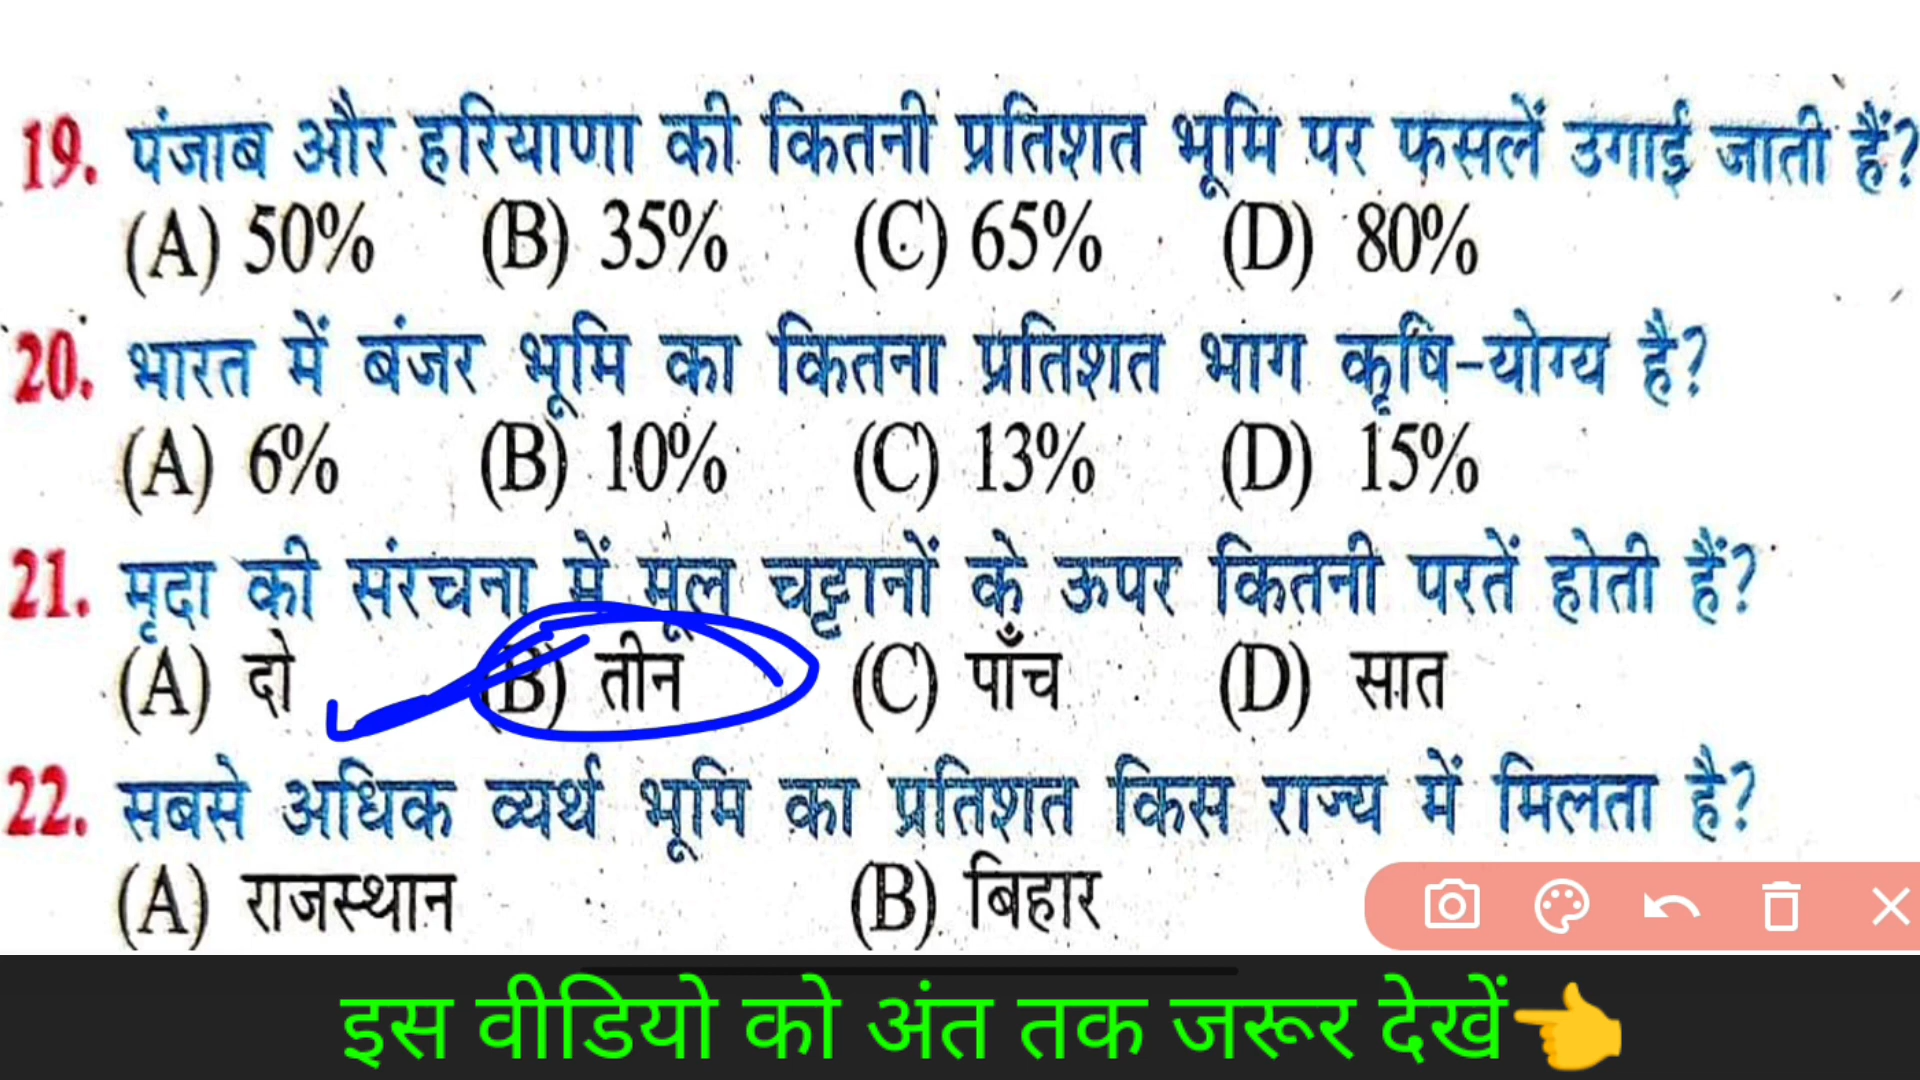 19. पंजाब और हरियाणा की कितनी प्रतिशत भूमि पर फसलें उगाई जाती हैं?
(A) 50% (B) 35% (C) 65% (D) 80%
20. भारत में बंजर भूमि का कितना प्रतिशत भाग कृषि-योग्य है?
(A) 6% (B) 10% (C) 13% (D) 15%
21. मृदा की संरचना में मूल चट्टानों के ऊपर कितनी परतें होती हैं?
(A) दो (B) तीन (C) पाँच (D) सात
22. सबसे अधिक व्यर्थ भूमि का प्रतिशत किस राज्य में मिलता है?
(A) राजस्थान (B) बिहार
इस वीडियो को अंत तक जरूर देखें